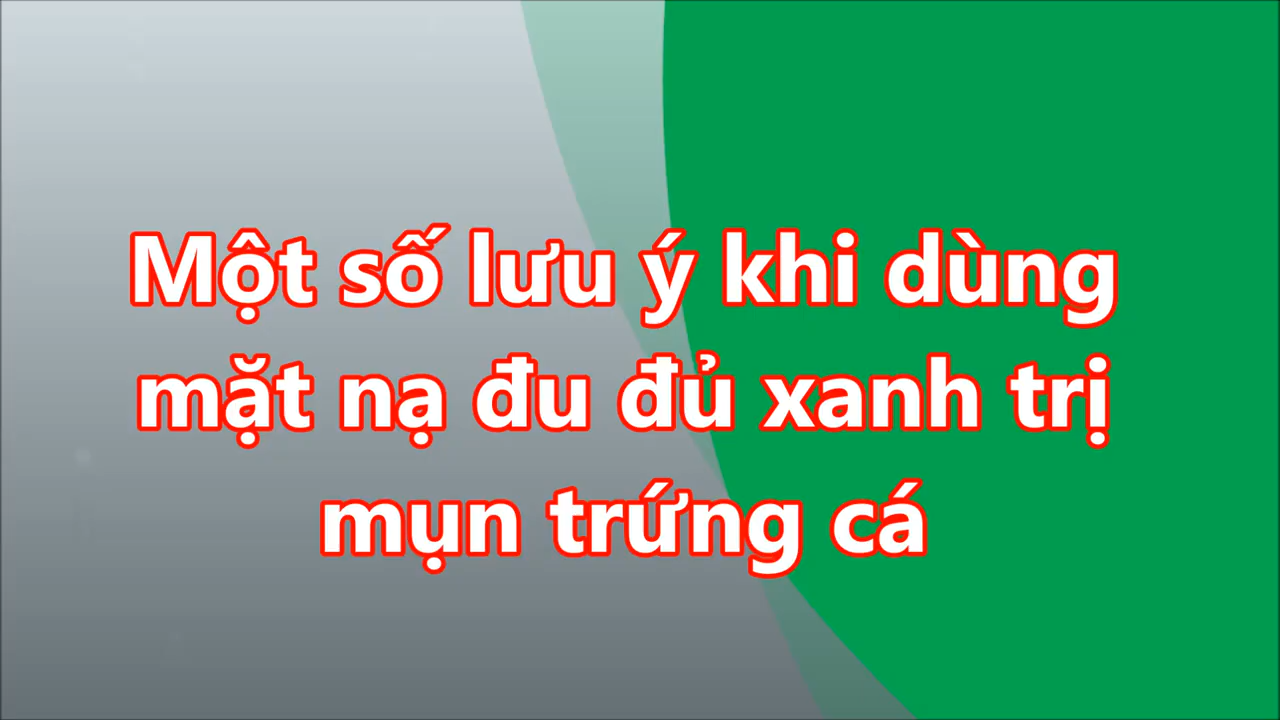 Một số lưu ý khi dùng
mặt nạ đu đủ xanh trị
mụn trứng cá